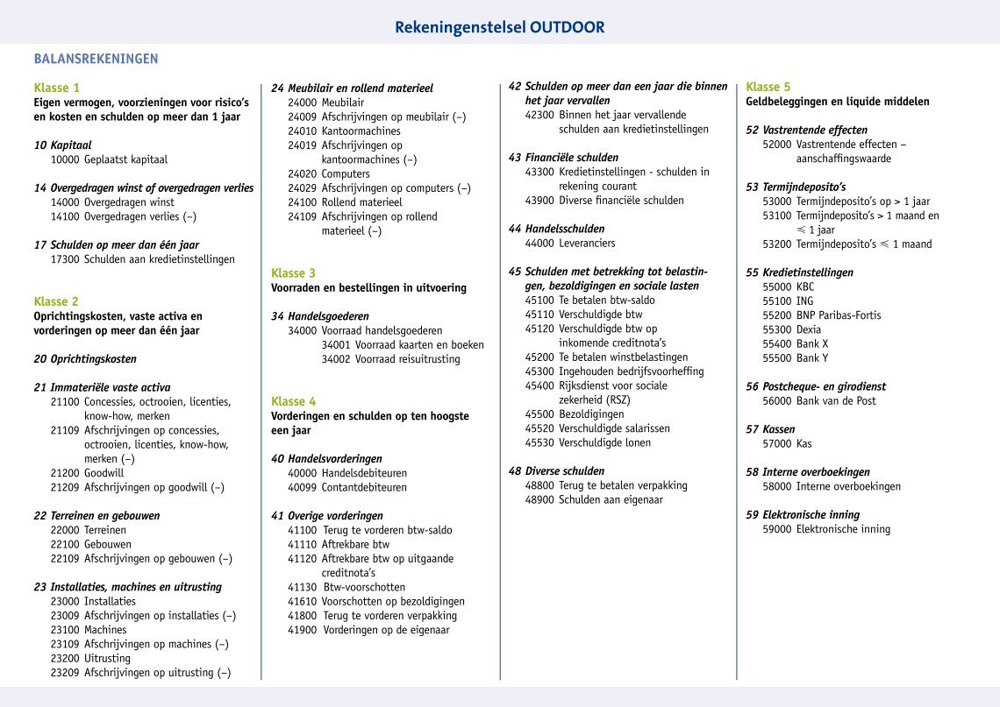 Rekeningenstelsel OUTDOOR
BALANSREKENINGEN
Klasse 1
Eigen vermogen, voorzieningen voor risico’s
en kosten en schulden op meer dan 1 jaar
10 Kapitaal
10000 Geplaatst kapitaal
14 Overgedragen winst of overgedragen verlies
14000 Overgedragen winst
14100 Overgedragen verlies (–)
17 Schulden op meer dan één jaar
17300 Schulden aan kredietinstellingen
Klasse 2
Oprichtingskosten, vaste activa en
vorderingen op meer dan één jaar
20 Oprichtingskosten
21 Immateriële vaste activa
21100 Concessies, octrooien, licenties,
know-how, merken
21109 Afschrijvingen op concessies,
octrooien, licenties, know-how,
merken (–)
21200 Goodwill
21209 Afschrijvingen op goodwill (–)
22 Terreinen en gebouwen
22000 Terreinen
22100 Gebouwen
22109 Afschrijvingen op gebouwen (–)
23 Installaties, machines en uitrusting
23000 Installaties
23009 Afschrijvingen op installaties (–)
23100 Machines
23109 Afschrijvingen op machines (–)
23200 Uitrusting
23209 Afschrijvingen op uitrusting (–)
24 Meubilair en rollend materieel
24000 Meubilair
24009 Afschrijvingen op meubilair (–)
24010 Kantoormachines
24019 Afschrijvingen op
kantoormachines (–)
24020 Computers
24029 Afschrijvingen op computers (–)
24100 Rollend materieel
24109 Afschrijvingen op rollend
materieel (–)
Klasse 3
Voorraden en bestellingen in uitvoering
34 Handelsgoederen
34000 Voorraad handelsgoederen
34001 Voorraad kaarten en boeken
34002 Voorraad reisuitrusting
Klasse 4
Vorderingen en schulden op ten hoogste
een jaar
40 Handelsvorderingen
40000 Handelsdebiteuren
40099 Contantdebiteuren
41 Overige vorderingen
41100 Terug te vorderen btw-saldo
41110 Aftrekbare btw
41120 Aftrekbare btw op uitgaande
creditnota’s
41130 Btw-voorschotten
41610 Voorschotten op bezoldigingen
41800 Terug te vorderen verpakking
41900 Vorderingen op de eigenaar
42 Schulden op meer dan een jaar die binnen
het jaar vervallen
42300 Binnen het jaar vervallende
schulden aan kredietinstellingen
43 Financiële schulden
43300 Kredietinstellingen - schulden in
rekening courant
43900 Diverse financiële schulden
44 Handelsschulden
44000 Leveranciers
45 Schulden met betrekking tot belastin-
gen, bezoldigingen en sociale lasten
45100 Te betalen btw-saldo
45110 Verschuldigde btw
45120 Verschuldigde btw op
inkomende creditnota’s
45200 Te betalen winstbelastingen
45300 Ingehouden bedrijfsvoorheffing
45400 Rijksdienst voor sociale
zekerheid (RSZ)
45500 Bezoldigingen
45520 Verschuldigde salarissen
45530 Verschuldigde lonen
48 Diverse schulden
48800 Terug te betalen verpakking
48900 Schulden aan eigenaar
Klasse 5
Geldbeleggingen en liquide middelen
52 Vastrentende effecten
52000 Vastrentende effecten –
aanschaffingswaarde
53 Termijndeposito’s
53000 Termijndeposito’s op > 1 jaar
53100 Termijndeposito’s > 1 maand en
⩽ 1 jaar
53200 Termijndeposito’s ⩽ 1 maand
55 Kredietinstellingen
55000 KBC
55100 ING
55200 BNP Paribas-Fortis
55300 Dexia
55400 Bank X
55500 Bank Y
56 Postcheque- en girodienst
56000 Bank van de Post
57 Kassen
57000 Kas
58 Interne overboekingen
58000 Interne overboekingen
59 Elektronische inning
59000 Elektronische inning